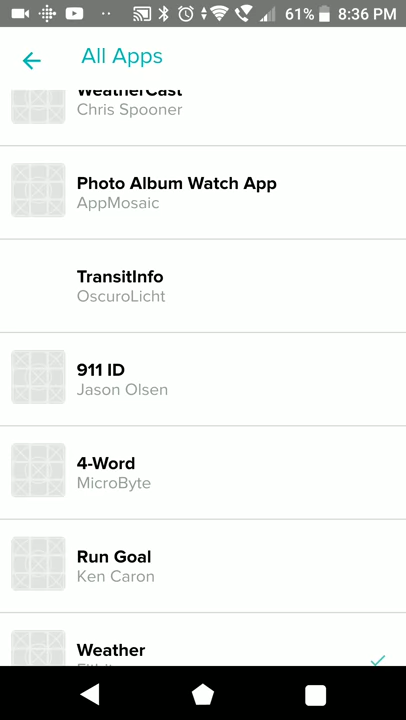 61% 8:36 PM
All Apps
WeatherCast
Chris Spooner
Photo Album Watch App
AppMosaic
TransitInfo
OscuroLicht
911 ID
Jason Olsen
4-Word
MicroByte
Run Goal
Ken Caron
Weather